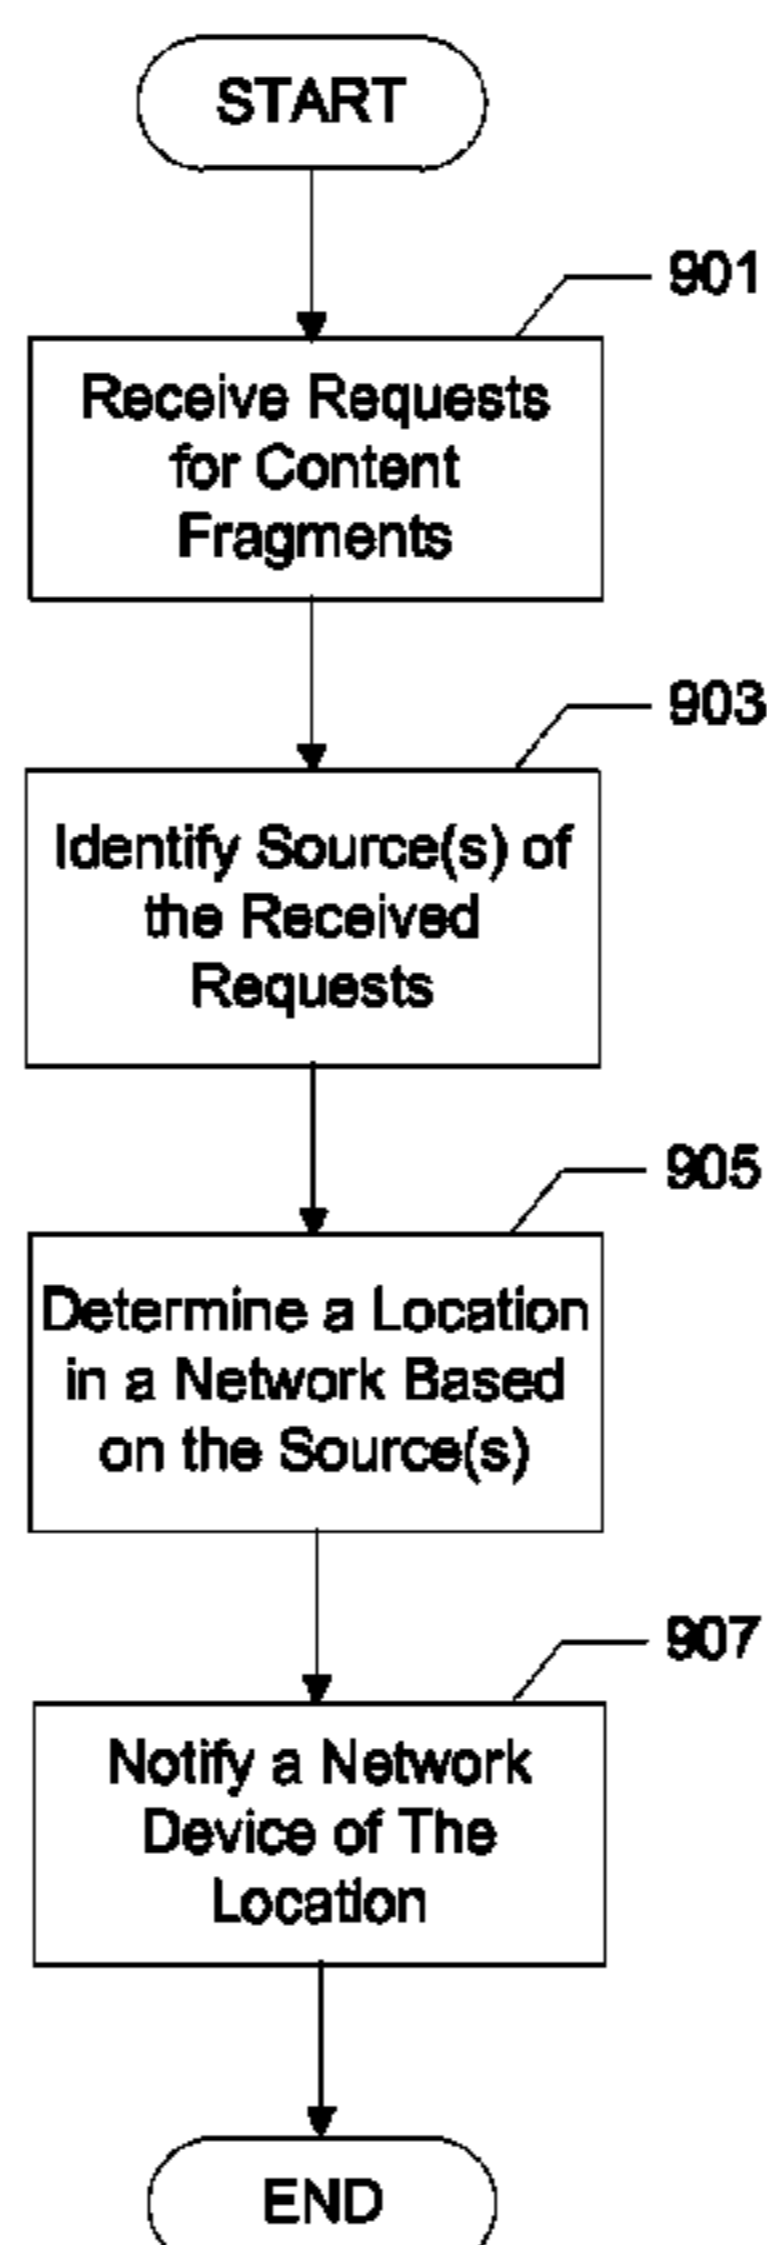 START
901
Receive Requests
for Content
Fragments
903
Identify Source(s) of
the Received
Requests
905
Determine a Location
in a Network Based
on the Source(s)
907
Notify a Network
Device of The
Location
END